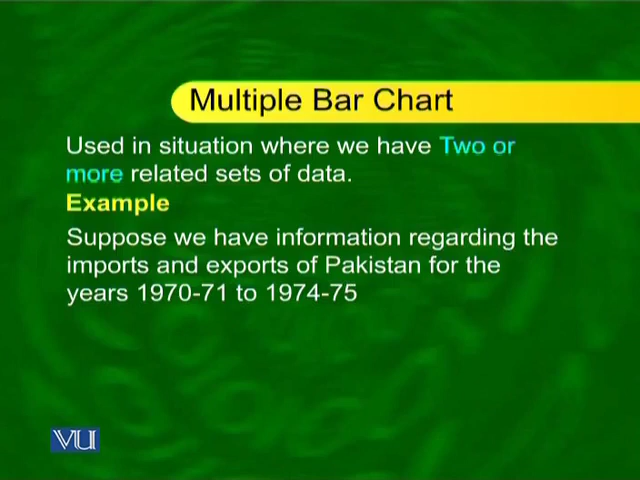 Multiple Bar Chart
Used in situation where we have Two or
more related sets of data.
Example
Suppose we have information regarding the
imports and exports of Pakistan for the
years 1970-71 to 1974-75
VU